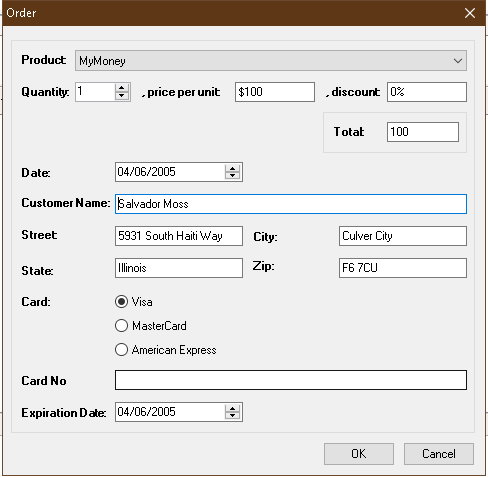 Order
Product: MyMoney
Quantity: 1 , price per unit: $100 , discount: 0%
Total: 100
Date: 04/06/2005
Customer Name: Salvador Moss
Street: 5931 South Haiti Way City: Culver City
State: Illinois Zip: F6 7CU
Card: Visa
MasterCard
American Express
Card No
Expiration Date: 04/06/2005
OK Cancel